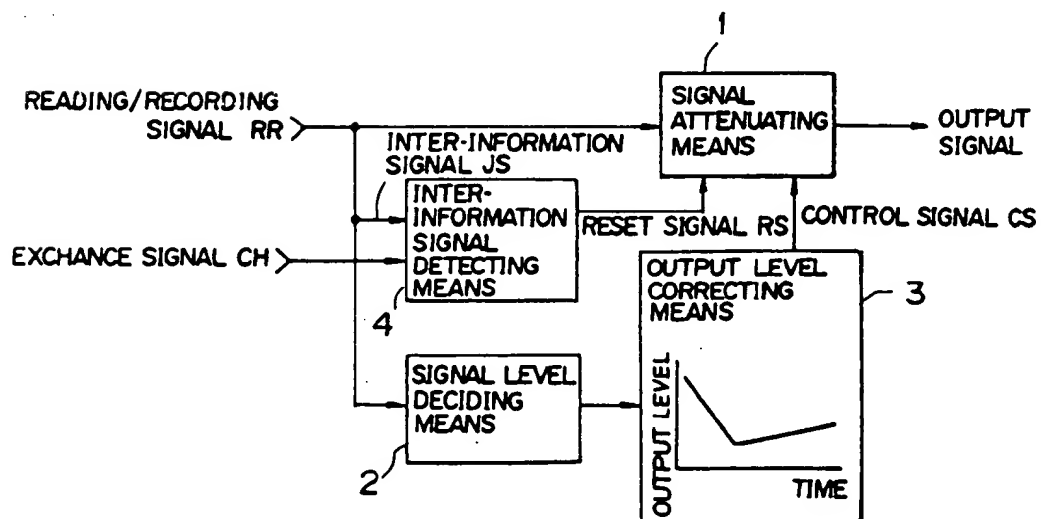 1
READING/RECORDING
SIGNAL RR
SIGNAL
ATTENUATING
MEANS
OUTPUT
SIGNAL
INTER-INFORMATION
SIGNAL JS
INTER-
INFORMATION
SIGNAL
DETECTING
MEANS
RESET SIGNAL RS
CONTROL SIGNAL CS
EXCHANCE SIGNAL CH
4
OUTPUT LEVEL
CORRECTING
MEANS
3
SIGNAL LEVEL
DECIDING
MEANS
2
OUTPUT LEVEL
TIME